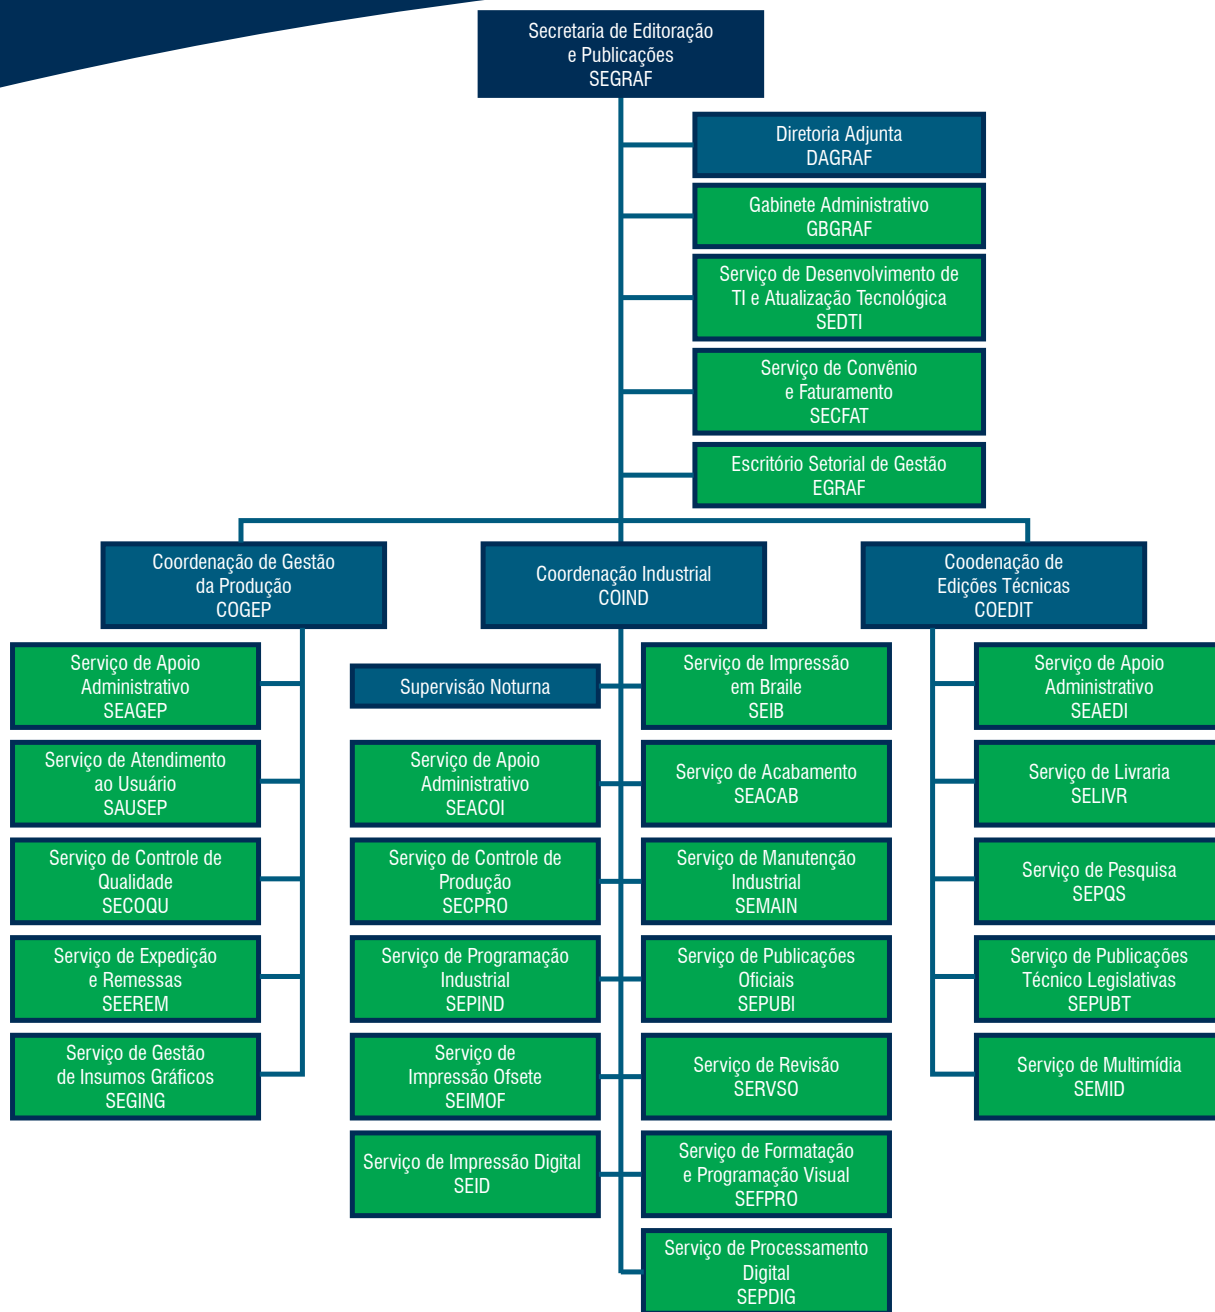 Secretaria de Editoração
e Publicações
SEGRAF
Diretoria Adjunta
DAGRAF
Gabinete Administrativo
GBGRAF
Serviço de Desenvolvimento de
TI e Atualização Tecnológica
SEDTI
Serviço de Convênio
e Faturamento
SECFAT
Escritório Setorial de Gestão
EGRAF
Coordenação de Gestão
da Produção
COGEP
Serviço de Apoio
Administrativo
SEAGEP
Serviço de Atendimento
ao Usuário
SAUSEP
Serviço de Controle de
Qualidade
SECOQU
Serviço de Expedição
e Remessas
SEEREM
Serviço de Gestão
de Insumos Gráficos
SEGING
Coordenação Industrial
COIND
Supervisão Noturna
Serviço de Apoio
Administrativo
SEACOI
Serviço de Controle de
Produção
SECPRO
Serviço de Programação
Industrial
SEPIND
Serviço de
Impressão Ofsete
SEIMOF
Serviço de Impressão Digital
SEID
Serviço de Impressão
em Braile
SEIB
Serviço de Acabamento
SEACAB
Serviço de Manutenção
Industrial
SEMAIN
Serviço de Publicações
Oficiais
SEPUBI
Serviço de Revisão
SERVSO
Serviço de Formatação
e Programação Visual
SEFPRO
Serviço de Processamento
Digital
SEPDIG
Coodenação de
Edições Técnicas
COEDIT
Serviço de Apoio
Administrativo
SEAEDI
Serviço de Livraria
SELIVR
Serviço de Pesquisa
SEPQS
Serviço de Publicações
Técnico Legislativas
SEPUBT
Serviço de Multimídia
SEMID